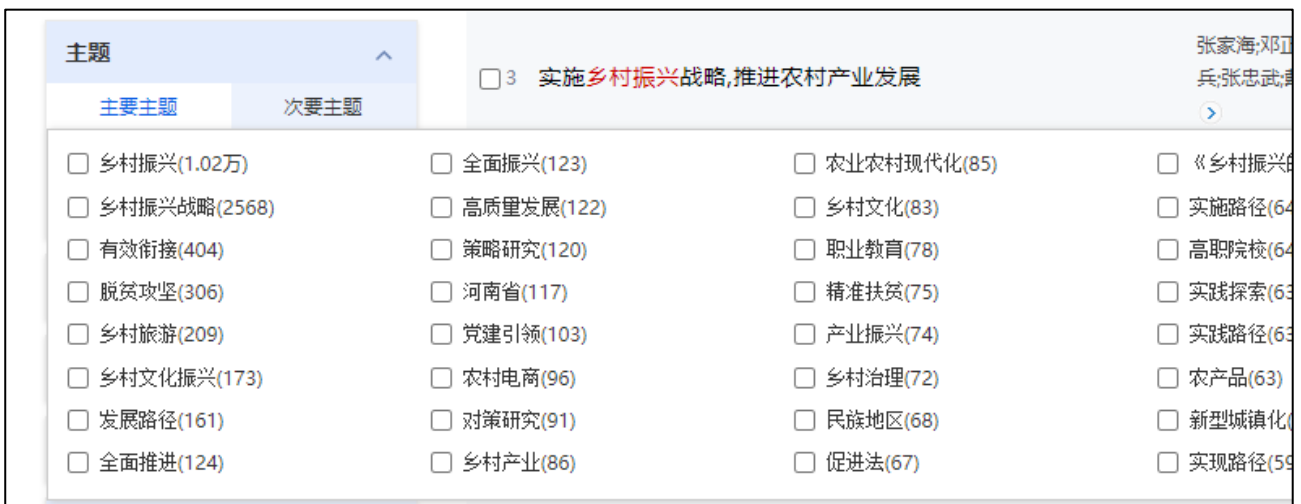 主题
主要主题 次要主题
3 实施乡村振兴战略,推进农村产业发展
张家海;邓正
兵;张忠武;
乡村振兴(1.02万) 全面振兴(123) 农业农村现代化(85) 《乡村振兴的
乡村振兴战略(2568) 高质量发展(122) 乡村文化(83) 实施路径(64
有效衔接(404) 策略研究(120) 职业教育(78) 高职院校(64
脱贫攻坚(306) 河南省(117) 精准扶贫(75) 实践探索(63
乡村旅游(209) 党建引领(103) 产业振兴(74) 实践路径(63
乡村文化振兴(173) 农村电商(96) 乡村治理(72) 农产品(63)
发展路径(161) 对策研究(91) 民族地区(68) 新型城镇化(
全面推进(124) 乡村产业(86) 促进法(67) 实现路径(59